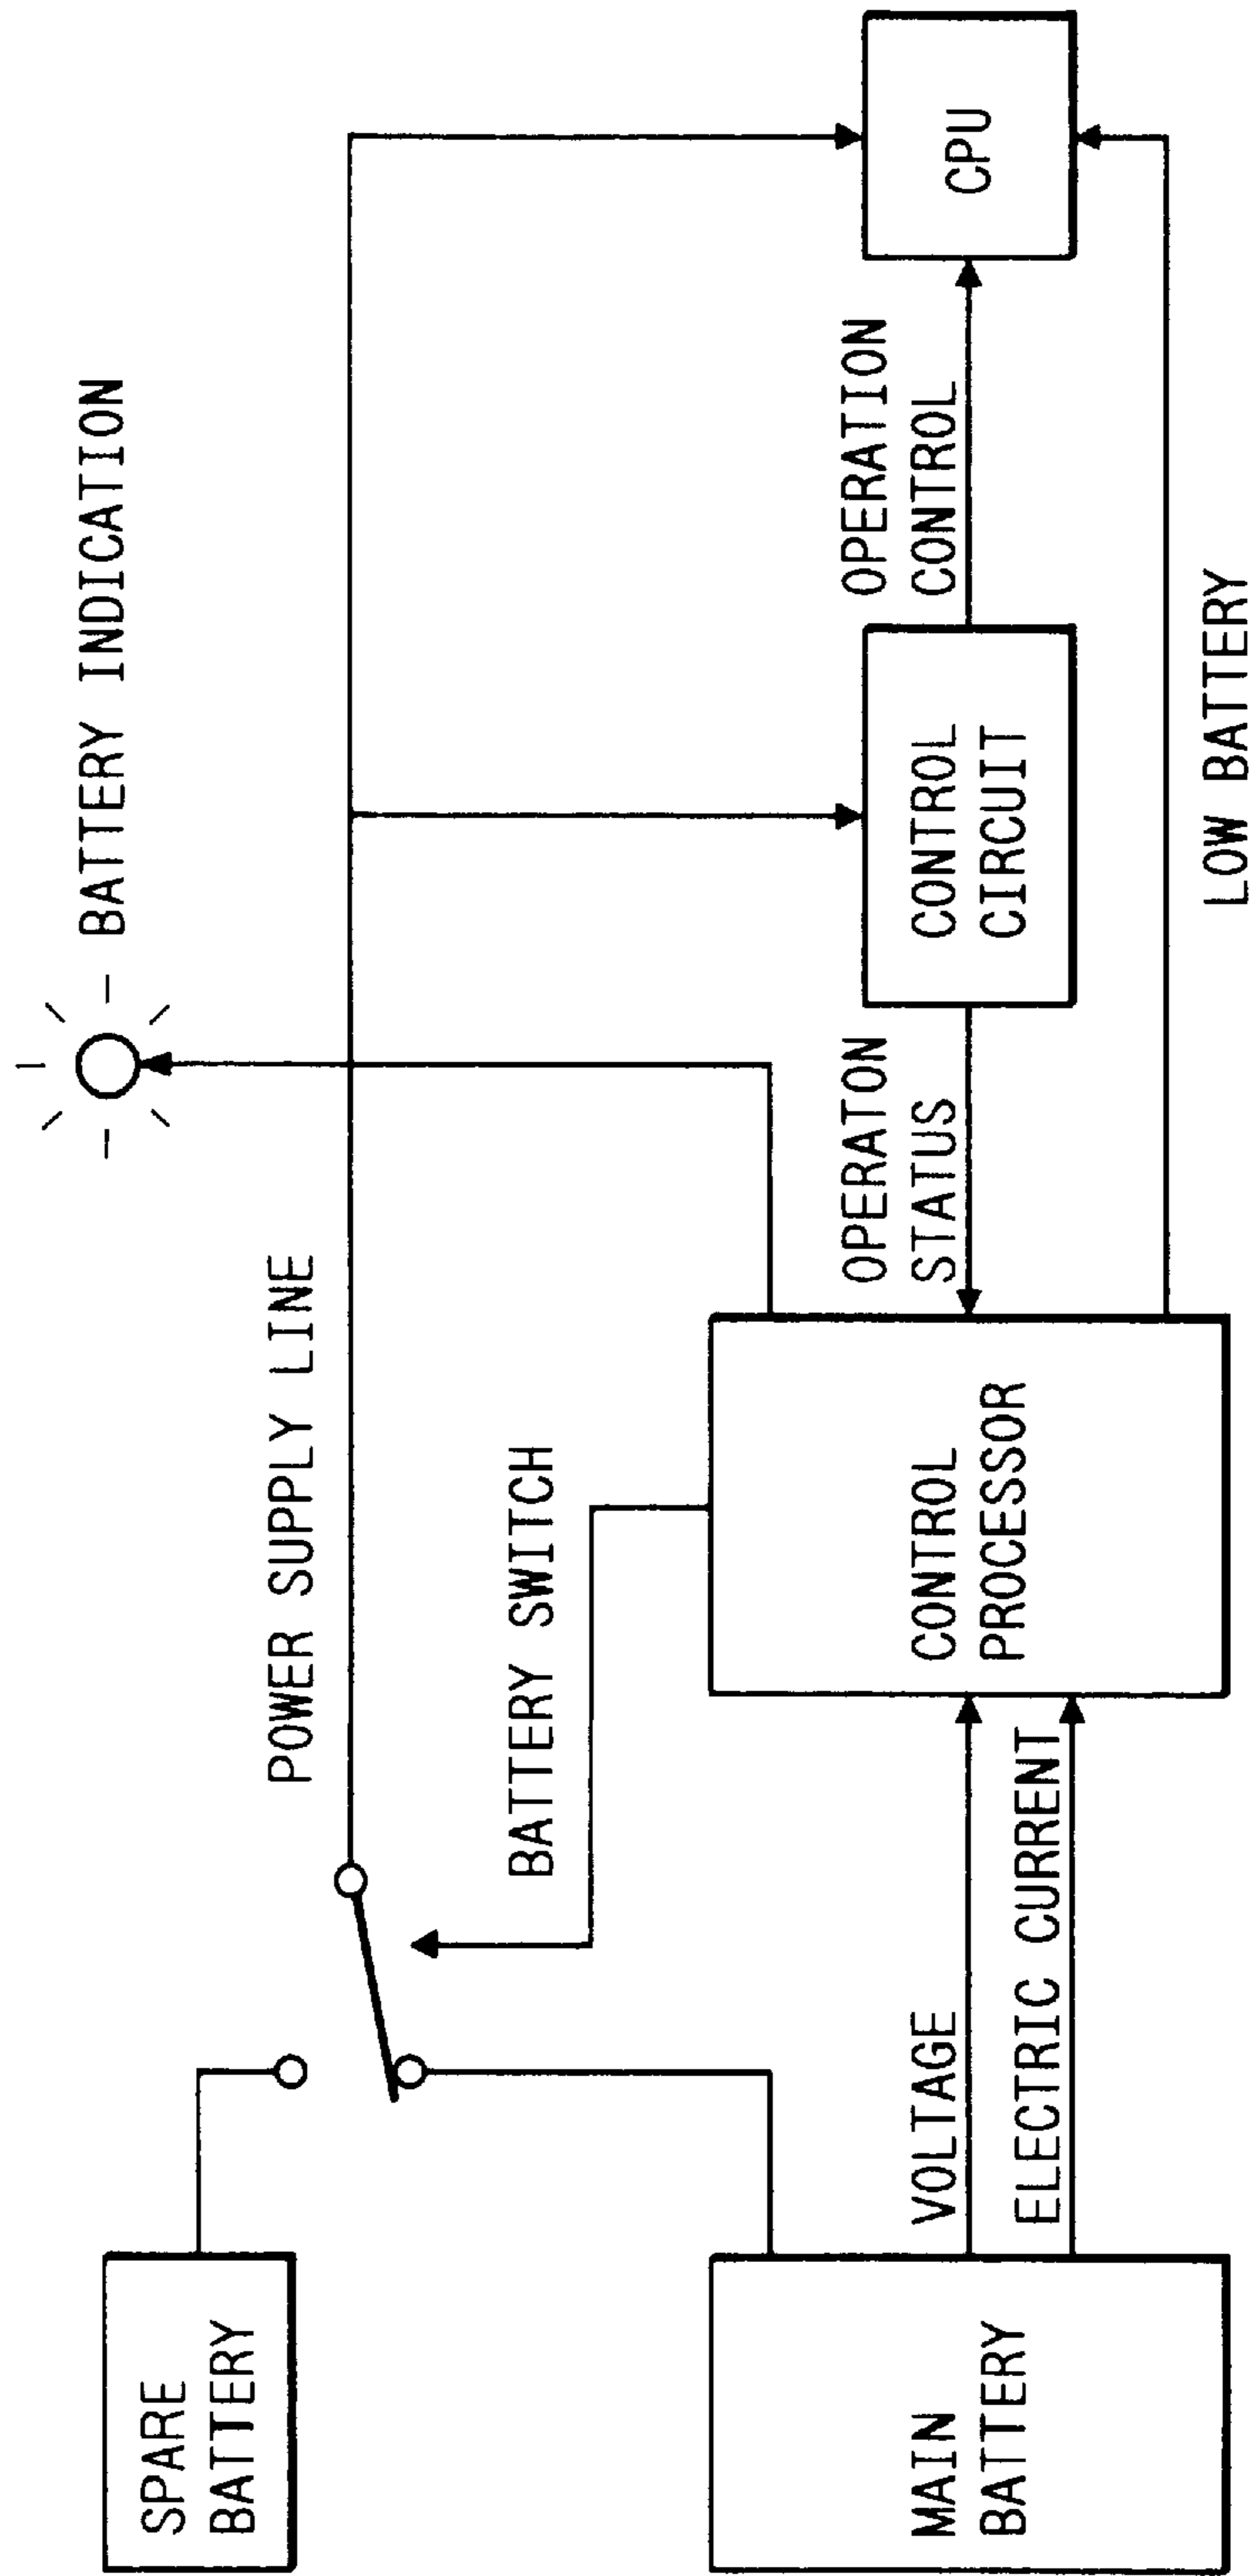 BATTERY INDICATION
POWER SUPPLY LINE
SPARE
BATTERY
BATTERY SWITCH
MAIN
BATTERY
VOLTAGE
ELECTRIC CURRENT
CONTROL
PROCESSOR
OPERATON
STATUS
CONTROL
CIRCUIT
OPERATION
CONTROL
CPU
LOW BATTERY